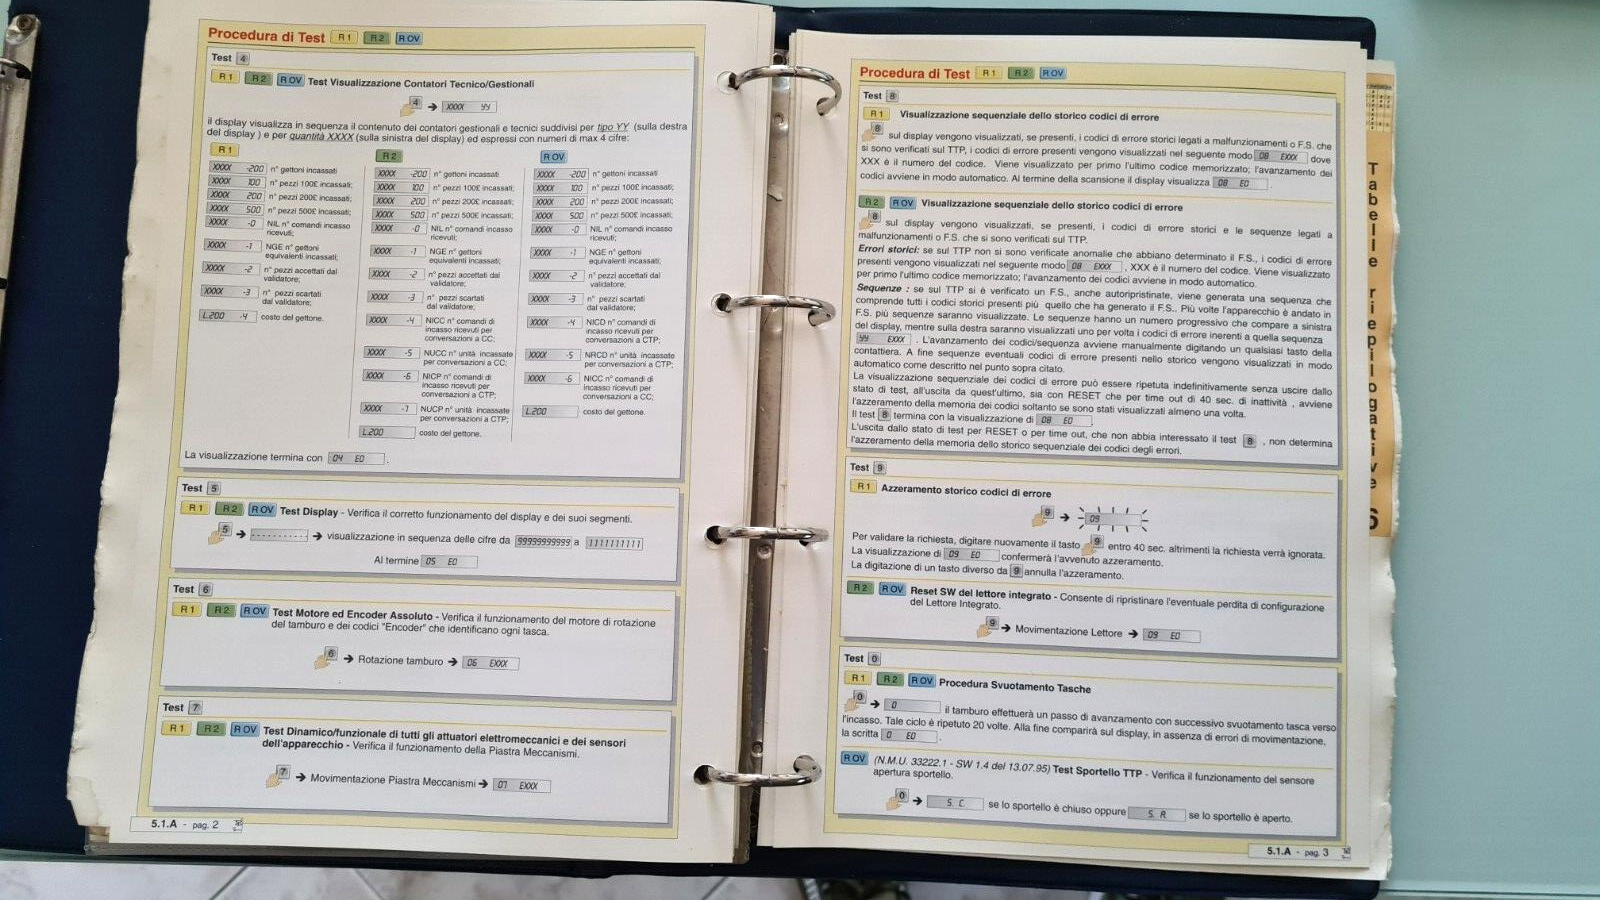 Procedura di Test R 1 R 2 R OV
Test 4
R 1 R 2 R OV Test Visualizzazione Contatori Tecnico/Gestionali
4 → XXXX YY
il display visualizza in sequenza il contenuto dei contatori gestionali e tecnici suddivisi per tipo YY (sulla destra
del display ) e per quantità XXXX (sulla sinistra del display) ed espressi con numeri di max 4 cifre:
R 1
XXXX -200 n° gettoni incassati
XXXX 100 n° pezzi 100£ incassati;
XXXX 200 n° pezzi 200£ incassati;
XXXX 500 n° pezzi 500£ incassati;
XXXX -0 NIL n° comandi incasso
ricevuti;
XXXX -1 NGE n° gettoni
equivalenti incassati;
XXXX -2 n° pezzi accettati dal
validatore;
XXXX -3 n° pezzi scartati
dal validatore;
L.200 -4 costo del gettone.
R 2
XXXX -200 n° gettoni incassati
XXXX 100 n° pezzi 100£ incassati;
XXXX 200 n° pezzi 200£ incassati;
XXXX 500 n° pezzi 500£ incassati;
XXXX -0 NIL n° comandi incasso
ricevuti;
XXXX -1 NGE n° gettoni
equivalenti incassati;
XXXX -2 n° pezzi accettati dal
validatore;
XXXX -3 n° pezzi scartati
dal validatore;
XXXX -4 NICC n° comandi di
incasso ricevuti per
conversazioni a CC;
XXXX -5 NUCC n° unità incassate
per conversazioni a CC;
XXXX -6 NICP n° comandi di
incasso ricevuti per
conversazioni a CTP;
XXXX -7 NUCP n° unità incassate
per conversazioni a CTP;
L.200 costo del gettone.
R OV
XXXX -200 n° gettoni incassati
XXXX 100 n° pezzi 100£ incassati;
XXXX 200 n° pezzi 200£ incassati;
XXXX 500 n° pezzi 500£ incassati;
XXXX -0 NIL n° comandi incasso
ricevuti;
XXXX -1 NGE n° gettoni
equivalenti incassati;
XXXX -2 n° pezzi accettati dal
validatore;
XXXX -3 n° pezzi scartati
dal validatore;
XXXX -4 NICD n° comandi di
incasso ricevuti per
conversazioni a CTP;
XXXX -5 NRCD n° unità incassate
per conversazioni a CTP;
XXXX -6 NICC n° comandi di
incasso ricevuti per
conversazioni a CC;
L.200 costo del gettone.
La visualizzazione termina con 04 E0 .
Test 5
R 1 R 2 R OV Test Display - Verifica il corretto funzionamento del display e dei suoi segmenti.
5 → ........... → visualizzazione in sequenza delle cifre da 99999999999 a 1111111111
Al termine 05 E0
Test 6
R 1 R 2 R OV Test Motore ed Encoder Assoluto - Verifica il funzionamento del motore di rotazione
del tamburo e dei codici "Encoder" che identificano ogni tasca.
6 → Rotazione tamburo → 06 EXXX
Test 7
R 1 R 2 R OV Test Dinamico/funzionale di tutti gli attuatori elettromeccanici e dei sensori
dell'apparecchio - Verifica il funzionamento della Piastra Meccanismi.
7 → Movimentazione Piastra Meccanismi → 07 EXXX
5.1.A - pag. 2
Procedura di Test R 1 R 2 R OV
Test 8
R 1 Visualizzazione sequenziale dello storico codici di errore
8 sul display vengono visualizzati, se presenti, i codici di errore storici legati a malfunzionamenti o F.S. che
si sono verificati sul TTP, i codici di errore presenti vengono visualizzati nel seguente modo 08 EXXX dove
XXX è il numero del codice. Viene visualizzato per primo l'ultimo codice memorizzato; l'avanzamento dei
codici avviene in modo automatico. Al termine della scansione il display visualizza 08 E0 .
R 2 R OV Visualizzazione sequenziale dello storico codici di errore
8 sul display vengono visualizzati, se presenti, i codici di errore storici e le sequenze legati a
malfunzionamenti o F.S. che si sono verificati sul TTP.
Errori storici: se sul TTP non si sono verificate anomalie che abbiano determinato il F.S., i codici di errore
presenti vengono visualizzati nel seguente modo 08 EXXX , XXX è il numero del codice. Viene visualizzato
per primo l'ultimo codice memorizzato; l'avanzamento dei codici avviene in modo automatico.
Sequenze : se sul TTP si è verificato un F.S., anche autoripristinate, viene generata una sequenza che
comprende tutti i codici storici presenti più quello che ha generato il F.S.. Più volte l'apparecchio è andato in
F.S. più sequenze saranno visualizzate. Le sequenze hanno un numero progressivo che compare a sinistra
del display, mentre sulla destra saranno visualizzati uno per volta i codici di errore inerenti a quella sequenza
YY EXXX . L'avanzamento dei codici/sequenza avviene manualmente digitando un qualsiasi tasto della
contattiera. A fine sequenze eventuali codici di errore presenti nello storico vengono visualizzati in modo
automatico come descritto nel punto sopra citato.
La visualizzazione sequenziale dei codici di errore può essere ripetuta indefinitivamente senza uscire dallo
stato di test, all'uscita da quest'ultimo, sia con RESET che per time out di 40 sec. di inattività , avviene
l'azzeramento della memoria dei codici soltanto se sono stati visualizzati almeno una volta.
Il test 8 termina con la visualizzazione di 08 E0 .
L'uscita dallo stato di test per RESET o per time out, che non abbia interessato il test 8 , non determina
l'azzeramento della memoria dello storico sequenziale dei codici degli errori.
Test 9
R 1 Azzeramento storico codici di errore
9 → 09
Per validare la richiesta, digitare nuovamente il tasto 9 entro 40 sec. altrimenti la richiesta verrà ignorata.
La visualizzazione di 09 E0 confermerà l'avvenuto azzeramento.
La digitazione di un tasto diverso da 9 annulla l'azzeramento.
R 2 R OV Reset SW del lettore integrato - Consente di ripristinare l'eventuale perdita di configurazione
del Lettore Integrato.
9 → Movimentazione Lettore → 09 E0
Test 0
R 1 R 2 R OV Procedura Svuotamento Tasche
0 → 0 il tamburo effettuerà un passo di avanzamento con successivo svuotamento tasca verso
l'incasso. Tale ciclo è ripetuto 20 volte. Alla fine comparirà sul display, in assenza di errori di movimentazione,
la scritta 0 E0 .
R OV (N.M.U. 33222.1 - SW 1.4 del 13.07.95) Test Sportello TTP - Verifica il funzionamento del sensore
apertura sportello.
0 → S. C. se lo sportello è chiuso oppure S. A. se lo sportello è aperto.
5.1.A - pag. 3
Tabelle riepilogative
6